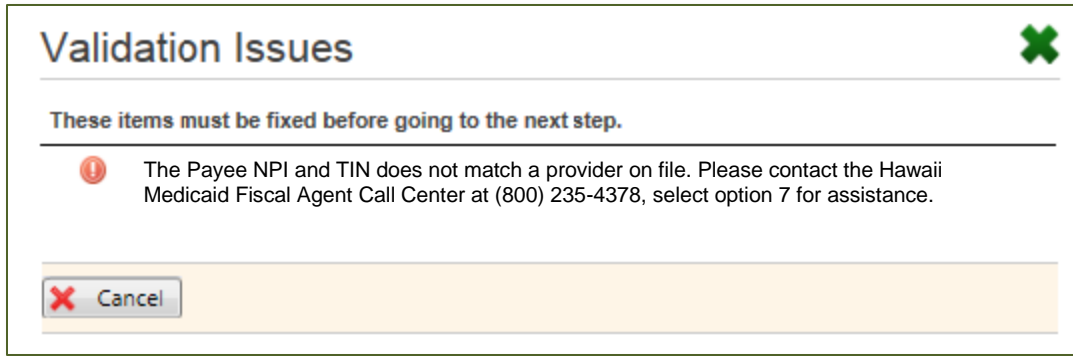 Validation Issues
These items must be fixed before going to the next step.
The Payee NPI and TIN does not match a provider on file. Please contact the Hawaii
Medicaid Fiscal Agent Call Center at (800) 235-4378, select option 7 for assistance.
Cancel